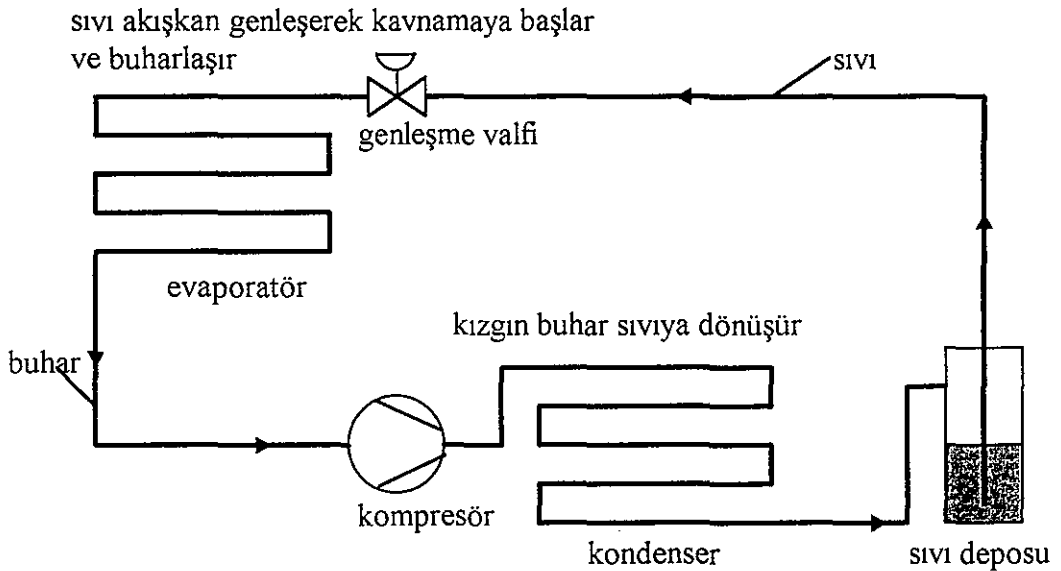 sıvı akışkan genleşerek kavnamaya başlar
ve buharlaşır
sıvı
genleşme valfi
evaporatör
kızgın buhar sıvıya dönüşür
buhar
kompresör
kondenser
sıvı deposu